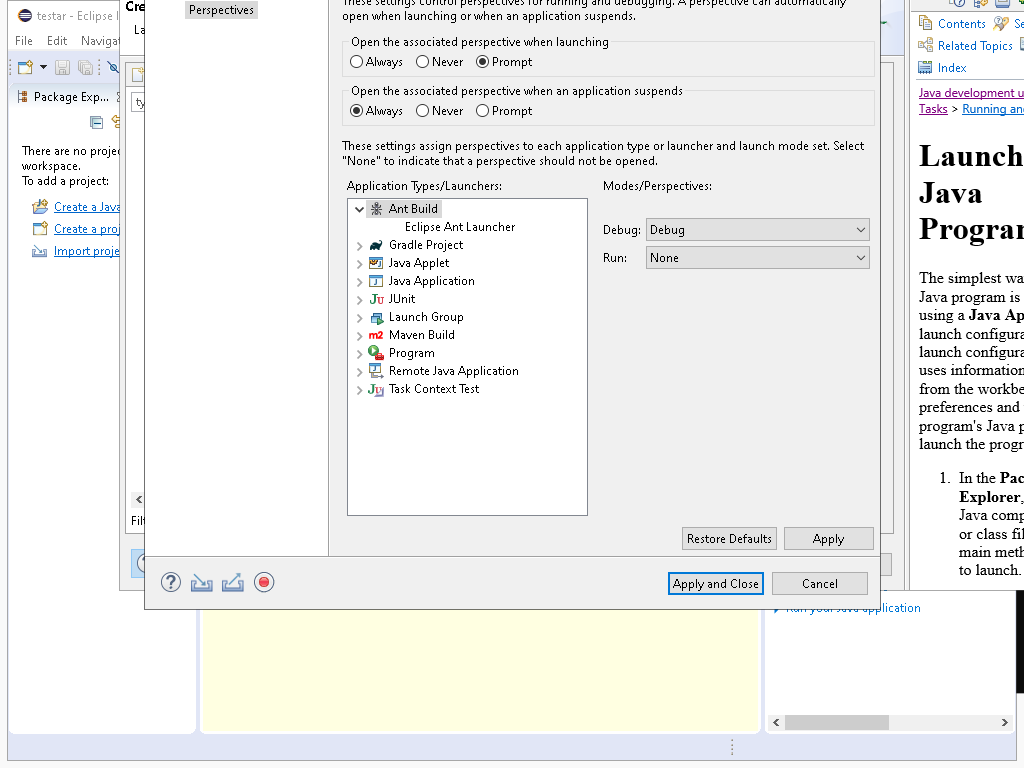 testar - Eclipse I
File Edit Navigat
Package Exp...
There are no proje
workspace.
To add a project:
Create a Java
Create a proj
Import proje
Cre
La
ty
Filt
Perspectives
These settings control perspectives for running and debugging. A perspective can automatically
open when launching or when an application suspends.
Open the associated perspective when launching
Always Never Prompt
Open the associated perspective when an application suspends
Always Never Prompt
These settings assign perspectives to each application type or launcher and launch mode set. Select
"None" to indicate that a perspective should not be opened.
Application Types/Launchers:
Ant Build
Eclipse Ant Launcher
Gradle Project
Java Applet
Java Application
JUnit
Launch Group
Maven Build
Program
Remote Java Application
Task Context Test
Modes/Perspectives:
Debug: Debug
Run: None
Restore Defaults Apply
Apply and Close Cancel
Contents Se
Related Topics
Index
Java development u
Tasks > Running and
Launch
Java
Program
The simplest wa
Java program is
using a Java Ap
launch configura
launch configura
uses information
from the workbe
preferences and
program's Java p
launch the progr
1. In the Pac
Explorer,
Java comp
or class fil
main meth
to launch.
Run your Java application